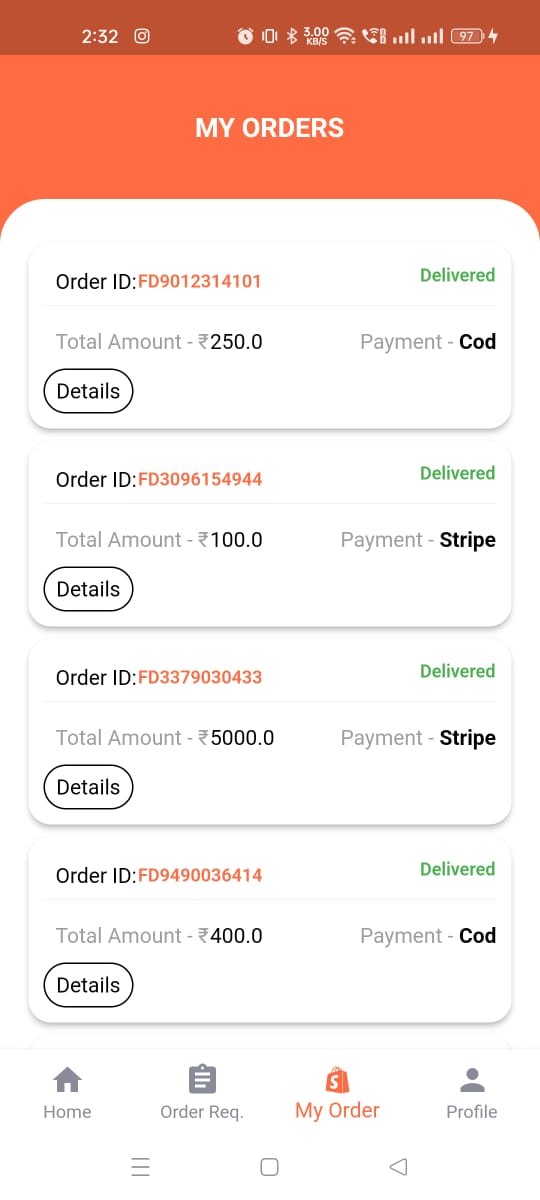 2:32 3.00 KB/S 97
MY ORDERS
Order ID:FD9012314101 Delivered
Total Amount - ₹250.0 Payment - Cod
Details
Order ID:FD3096154944 Delivered
Total Amount - ₹100.0 Payment - Stripe
Details
Order ID:FD3379030433 Delivered
Total Amount - ₹5000.0 Payment - Stripe
Details
Order ID:FD9490036414 Delivered
Total Amount - ₹400.0 Payment - Cod
Details
Home Order Req. My Order Profile